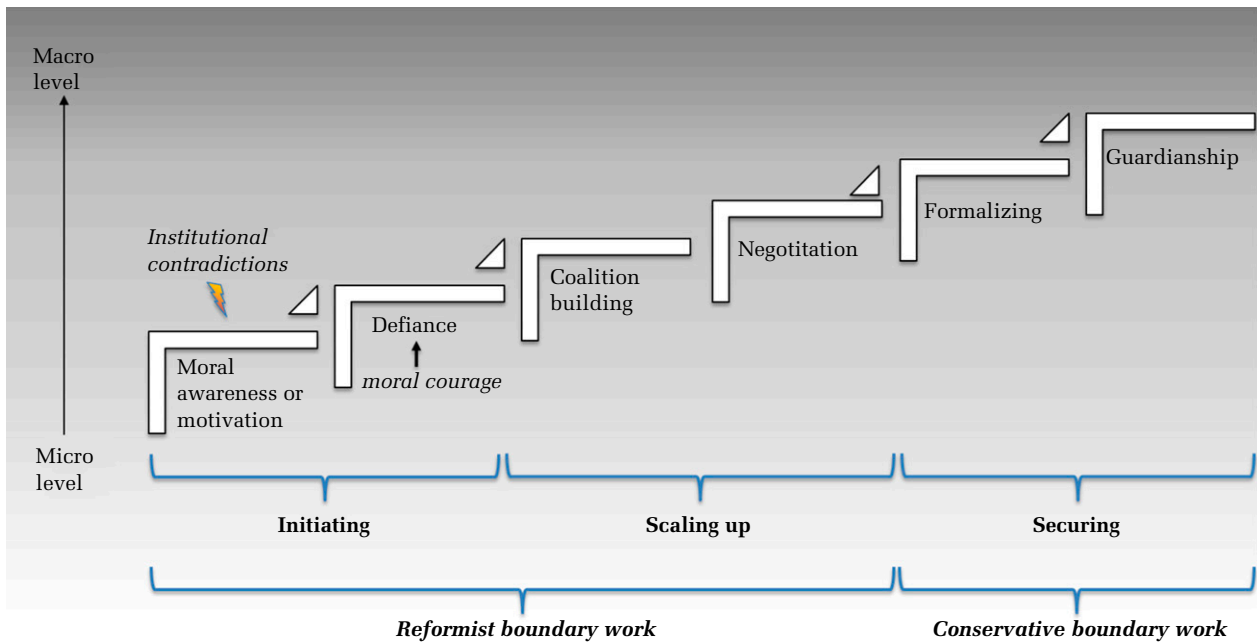 Macro
level
Guardianship
Formalizing
Negotitation
Institutional
contradictions
Coalition
building
Defiance
moral courage
Moral
awareness or
motivation
Micro
level
Initiating
Scaling up
Securing
Reformist boundary work
Conservative boundary work